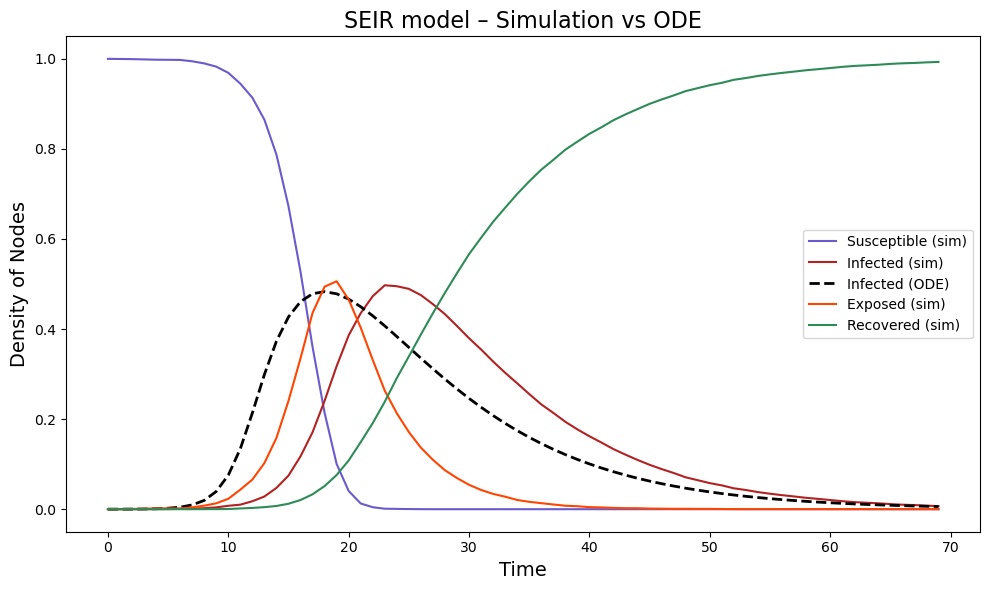 SEIR model – Simulation vs ODE
Density of Nodes
1.0
0.8
0.6
0.4
0.2
0.0
Susceptible (sim)
Infected (sim)
Infected (ODE)
Exposed (sim)
Recovered (sim)
0 10 20 30 40 50 60 70
Time